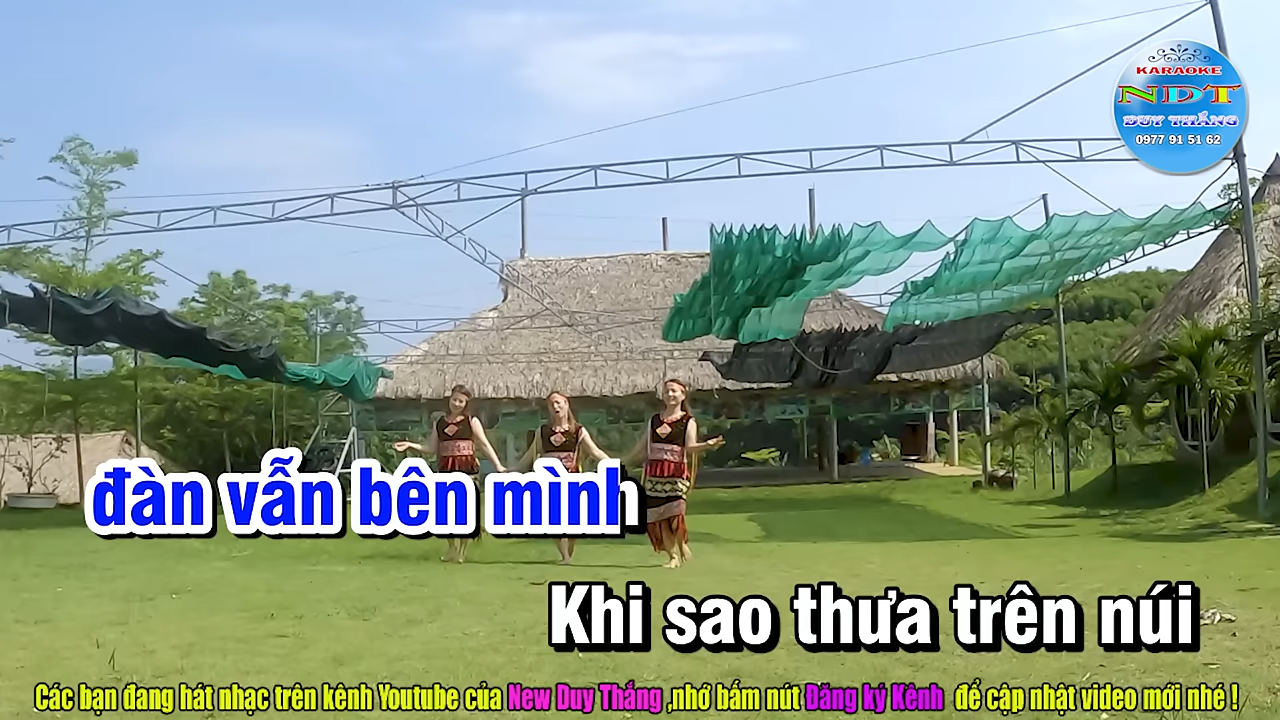 KARAOKE
NDT
DUY THẮNG
0977 91 51 62
đàn vẫn bên mình
Khi sao thưa trên núi
Các bạn đang hát nhạc trên kênh Youtube của New Duy Thắng ,nhớ bấm nút Đăng ký Kênh để cập nhật video mới nhé !